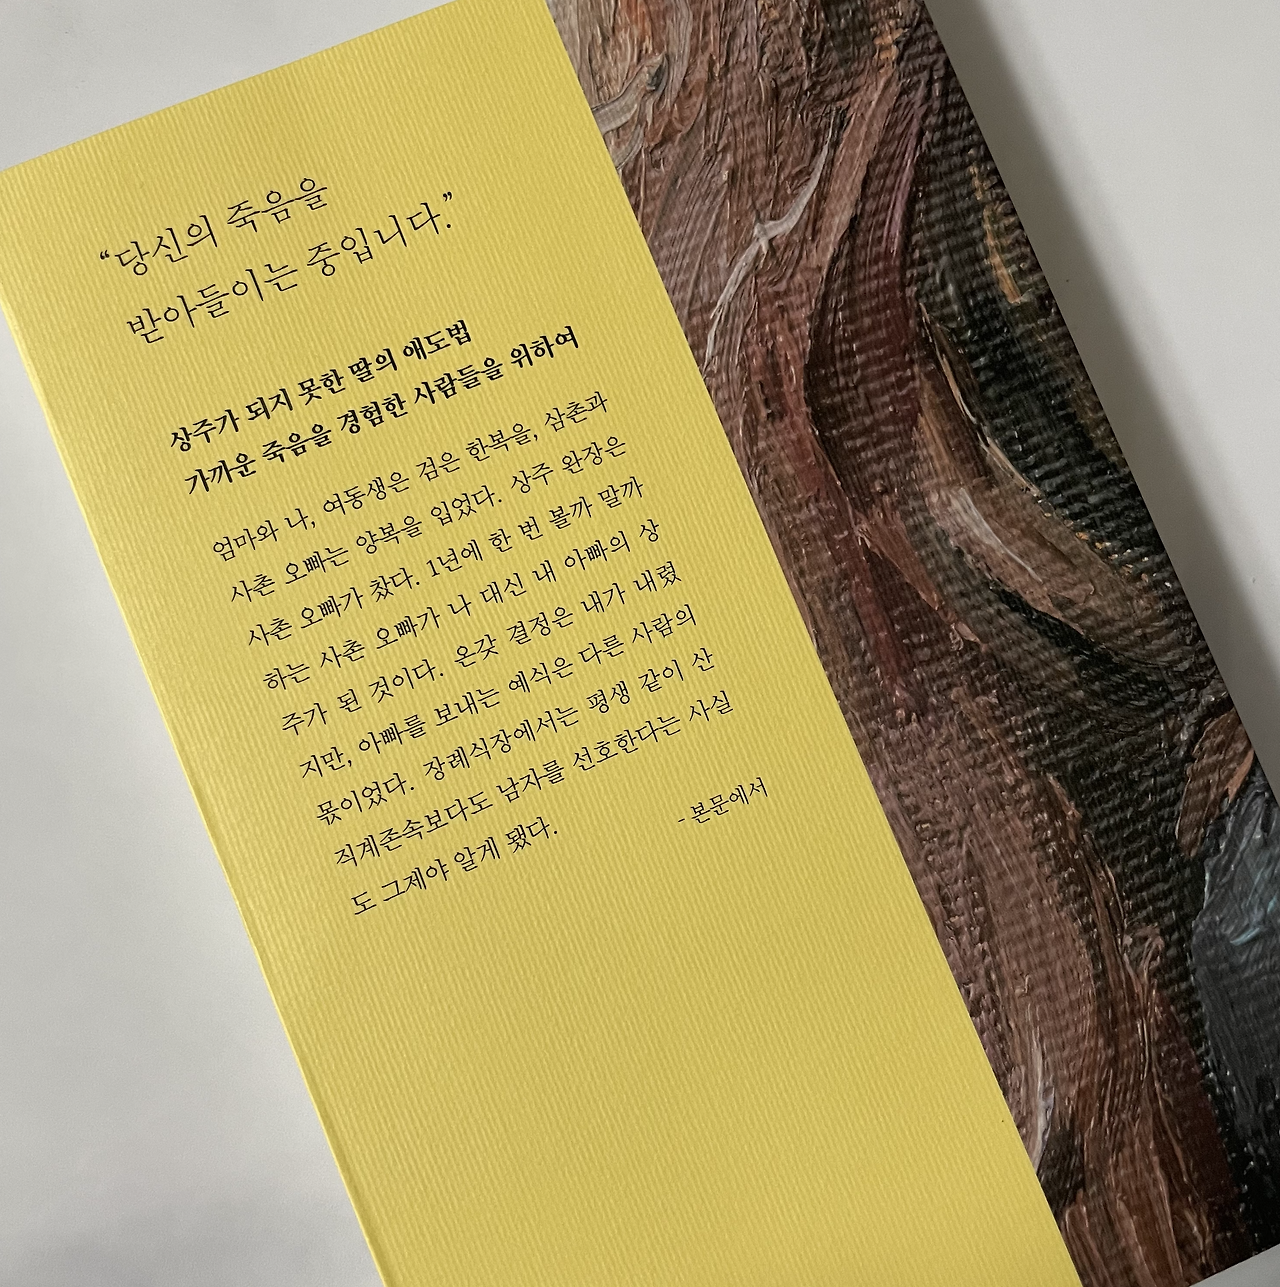 “당신의 죽음을
받아들이는 중입니다.”
상주가 되지 못한 딸의 애도법
가까운 죽음을 경험한 사람들을 위하여
엄마와 나, 여동생은 검은 한복을, 삼촌과
사촌 오빠는 양복을 입었다. 상주 완장은
사촌 오빠가 찼다. 1년에 한 번 볼까 말까
하는 사촌 오빠가 나 대신 내 아빠의 상
주가 된 것이다. 온갖 결정은 내가 내렸
지만, 아빠를 보내는 예식은 다른 사람의
몫이었다. 장례식장에서는 평생 같이 산
직계존속보다도 남자를 선호한다는 사실
도 그제야 알게 됐다.
- 본문에서